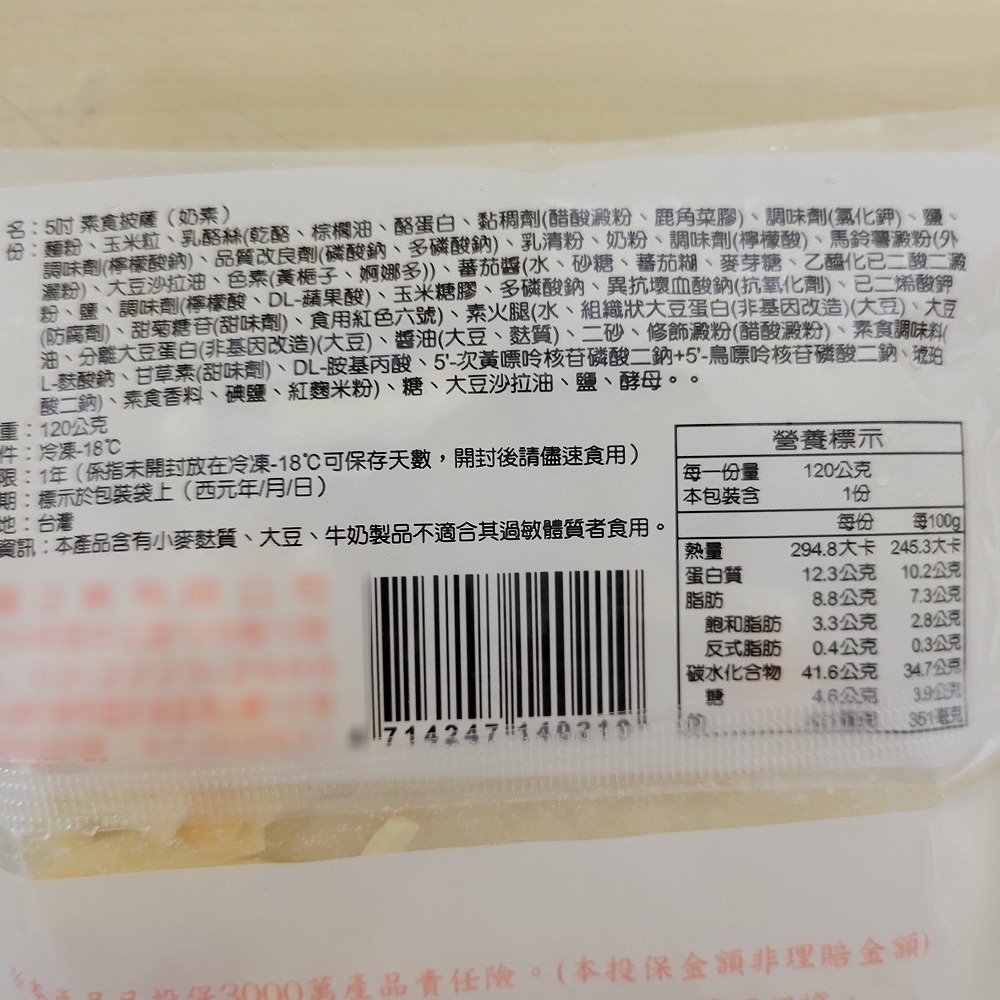 名：5吋 素食披薩（奶素）
份：麵粉、玉米粒、乳酪絲(乾酪、棕櫚油、酪蛋白、黏稠劑(醋酸澱粉、鹿角菜膠)、調味劑(氯化鉀)、鹽、
調味劑(檸檬酸鈉)、品質改良劑(磷酸鈉、多磷酸鈉)、乳清粉、奶粉、調味劑(檸檬酸)、馬鈴薯澱粉(外
灑粉)、大豆沙拉油、色素(黃梔子、婀娜多))、蕃茄醬(水、砂糖、蕃茄糊、麥芽糖、乙醯化己二酸二澱
粉、鹽、調味劑(檸檬酸、DL-蘋果酸)、玉米糖膠、多磷酸鈉、異抗壞血酸鈉(抗氧化劑)、己二烯酸鉀
(防腐劑)、甜菊糖苷(甜味劑)、食用紅色六號)、素火腿(水、組織狀大豆蛋白(非基因改造)(大豆)、大豆
油、分離大豆蛋白(非基因改造)(大豆)、醬油(大豆、麩質)、二砂、修飾澱粉(醋酸澱粉)、素食調味料(
L-麩酸鈉、甘草素(甜味劑)、DL-胺基丙酸、5'-次黃嘌呤核苷磷酸二鈉+5'-鳥嘌呤核苷磷酸二鈉、琥珀
酸二鈉)、素食香料、碘鹽、紅麴米粉)、糖、大豆沙拉油、鹽、酵母。。
重：120公克
件：冷凍-18℃
限：1年（係指未開封放在冷凍-18℃可保存天數，開封後請儘速食用）
期：標示於包裝袋上（西元年/月/日）
地：台灣
資訊：本產品含有小麥麩質、大豆、牛奶製品不適合其過敏體質者食用。
營養標示
每一份量 120公克
本包裝含 1份
每份 每100g
熱量 294.8大卡 245.3大卡
蛋白質 12.3公克 10.2公克
脂肪 8.8公克 7.3公克
飽和脂肪 3.3公克 2.8公克
反式脂肪 0.4公克 0.3公克
碳水化合物 41.6公克 34.7公克
糖 4.6公克 3.9公克
鈉 351毫克
714247 140210
3000萬產品責任險。(本投保金額非理賠金額)